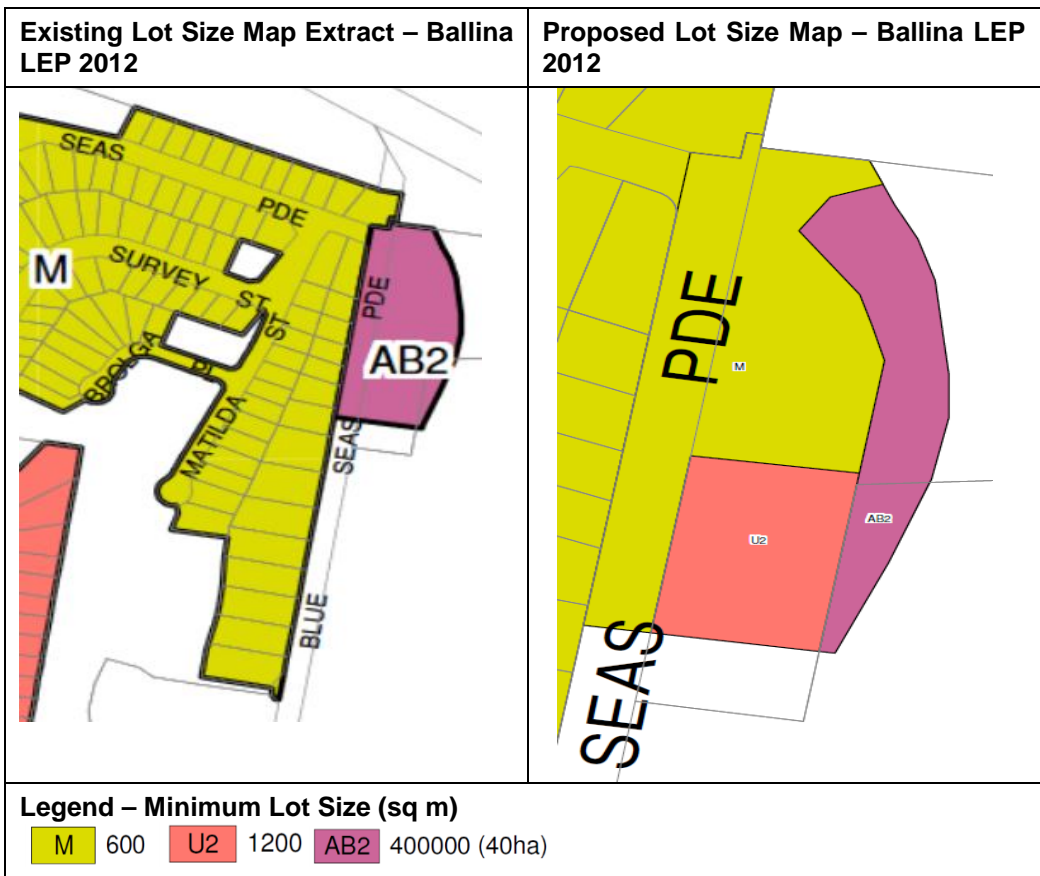 Existing Lot Size Map Extract – Ballina
LEP 2012
Proposed Lot Size Map – Ballina LEP
2012
SEAS
PDE
M
SURVEY
ST
ST
PDE
AB2
BROLGA
PL
MATILDA
SEAS
BLUE
PDE
M
U2
AB2
SEAS
Legend – Minimum Lot Size (sq m)
M 600 U2 1200 AB2 400000 (40ha)